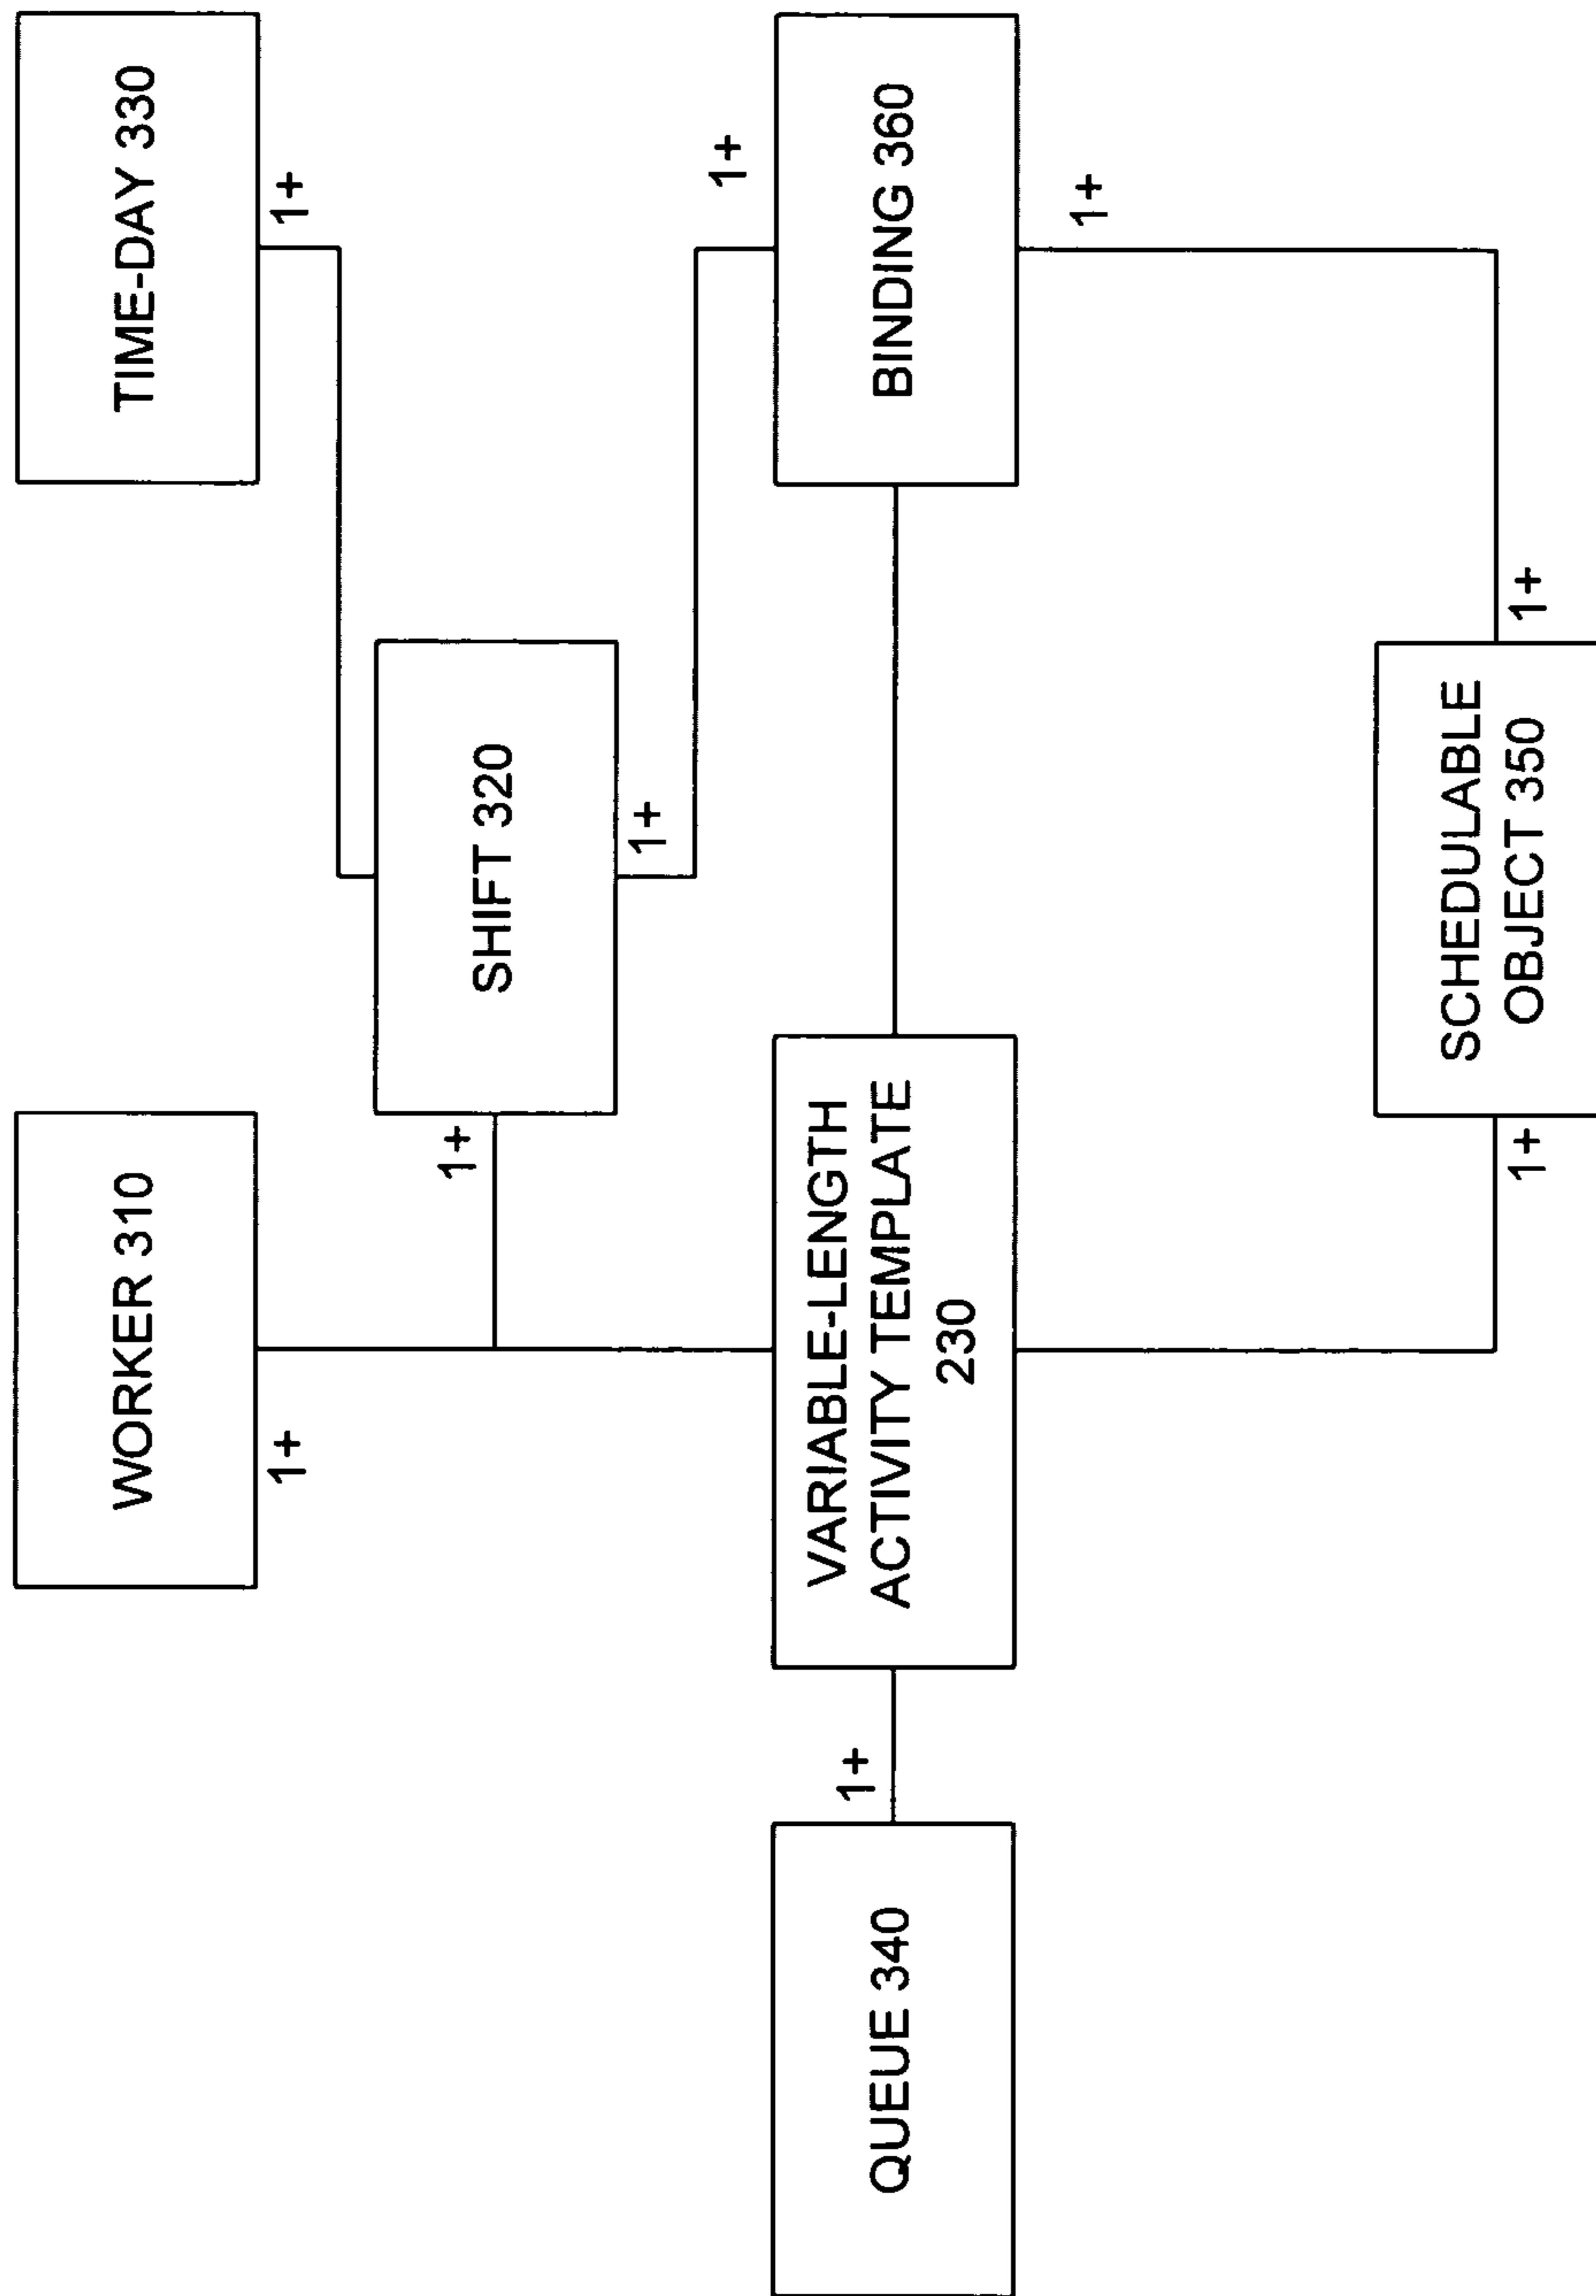 WORKER 310
TIME-DAY 330
1+
1+
SHIFT 320
1+
1+
1+
QUEUE 340
1+
VARIABLE-LENGTH
ACTIVITY TEMPLATE
230
BINDING 360
1+
1+
1+
SCHEDULABLE
OBJECT 350